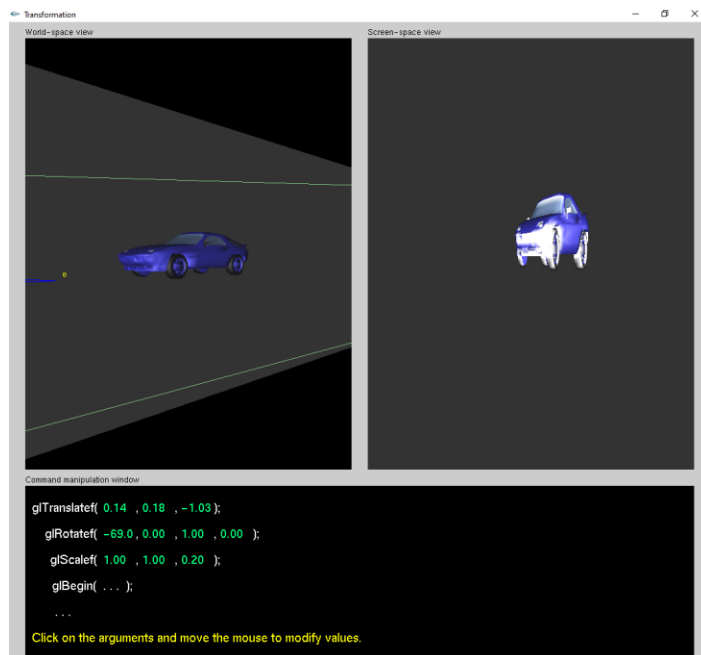 Transformation
World-space view
Screen-space view
e
Command manipulation window
glTranslatef( 0.14 , 0.18 , -1.03 );
glRotatef( -69.0 , 0.00 , 1.00 , 0.00 );
glScalef( 1.00 , 1.00 , 0.20 );
glBegin( . . . );
. . .
Click on the arguments and move the mouse to modify values.